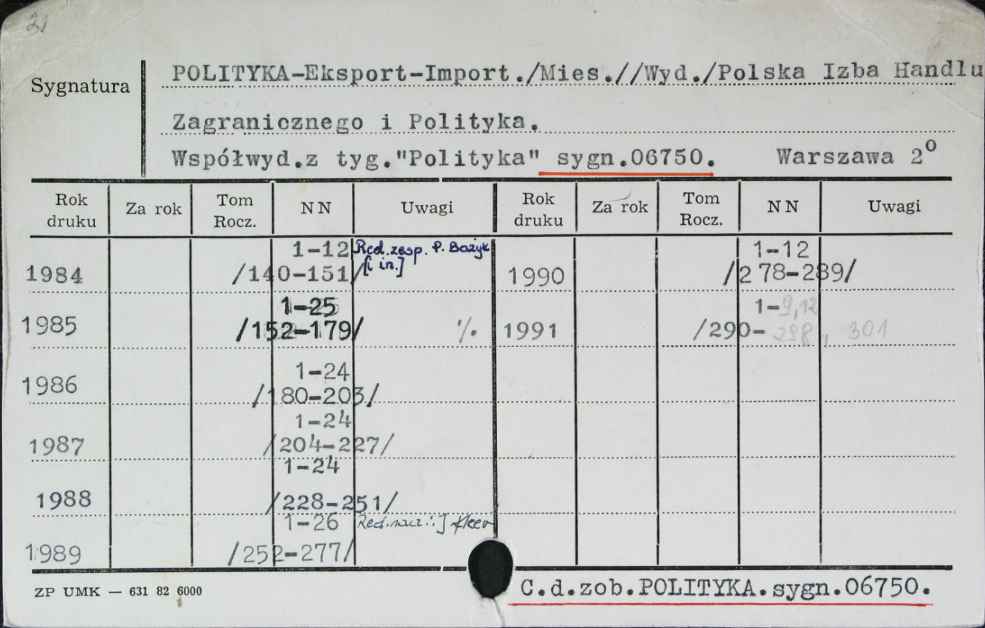 21
Sygnatura
POLITYKA-Eksport-Import./Mies.//Wyd./Polska Izba Handlu
Zagranicznego i Polityka.
Współwyd.z tyg."Polityka" sygn.06750. Warszawa 2°
Rok druku Za rok Tom Rocz. NN Uwagi Rok druku Za rok Tom Rocz. NN Uwagi
1984 1-12 /140-151/ Red.zesp. P. Bożyk [i in.]
1990 1-12 /278-289/
1985 1-25 /152-179/ %.
1991 1-9,12 /290-298, 301
1986 1-24 /180-203/
1987 1-24 /204-227/
1988 1-24 /228-251/
1989 1-26 /252-277/ Red.nacz.: J
ZP UMK — 631 82 6000
C.d.zob.POLITYKA.sygn.06750.